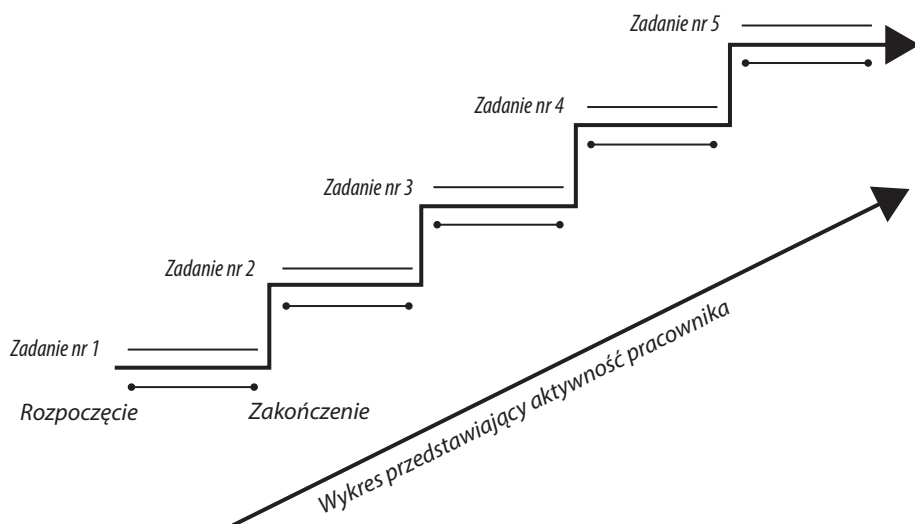 Zadanie nr 5
Zadanie nr 4
Zadanie nr 3
Zadanie nr 2
Zadanie nr 1
Rozpoczęcie
Zakończenie
Wykres przedstawiający aktywność pracownika